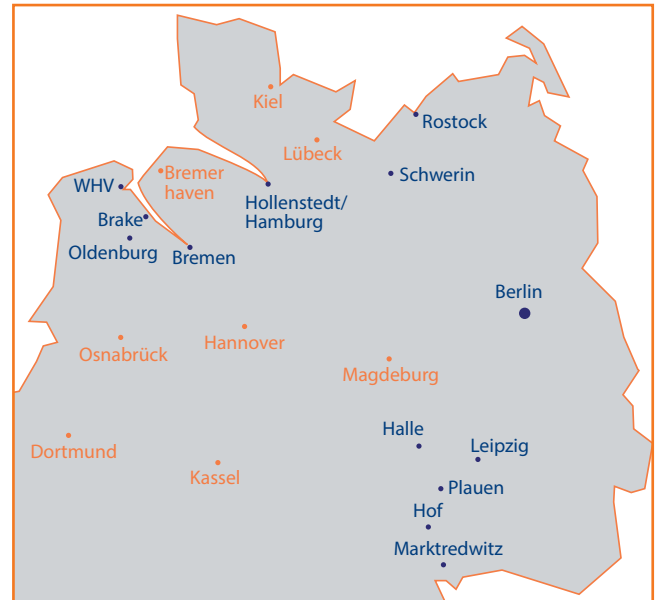 Kiel
Rostock
Lübeck
Bremer
haven
Schwerin
WHV
Hollenstedt/
Hamburg
Brake
Oldenburg
Bremen
Berlin
Osnabrück
Hannover
Magdeburg
Halle
Leipzig
Dortmund
Kassel
Plauen
Hof
Marktredwitz